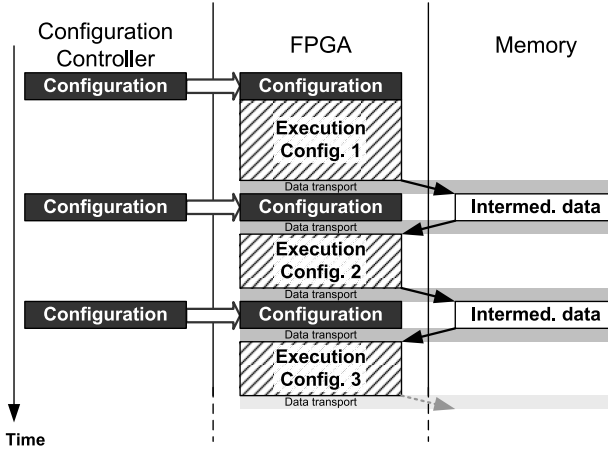 Configuration
Controller
FPGA
Memory
Configuration
Configuration
Execution
Config. 1
Data transport
Configuration
Configuration
Intermed. data
Data transport
Execution
Config. 2
Data transport
Configuration
Configuration
Intermed. data
Data transport
Execution
Config. 3
Data transport
Time